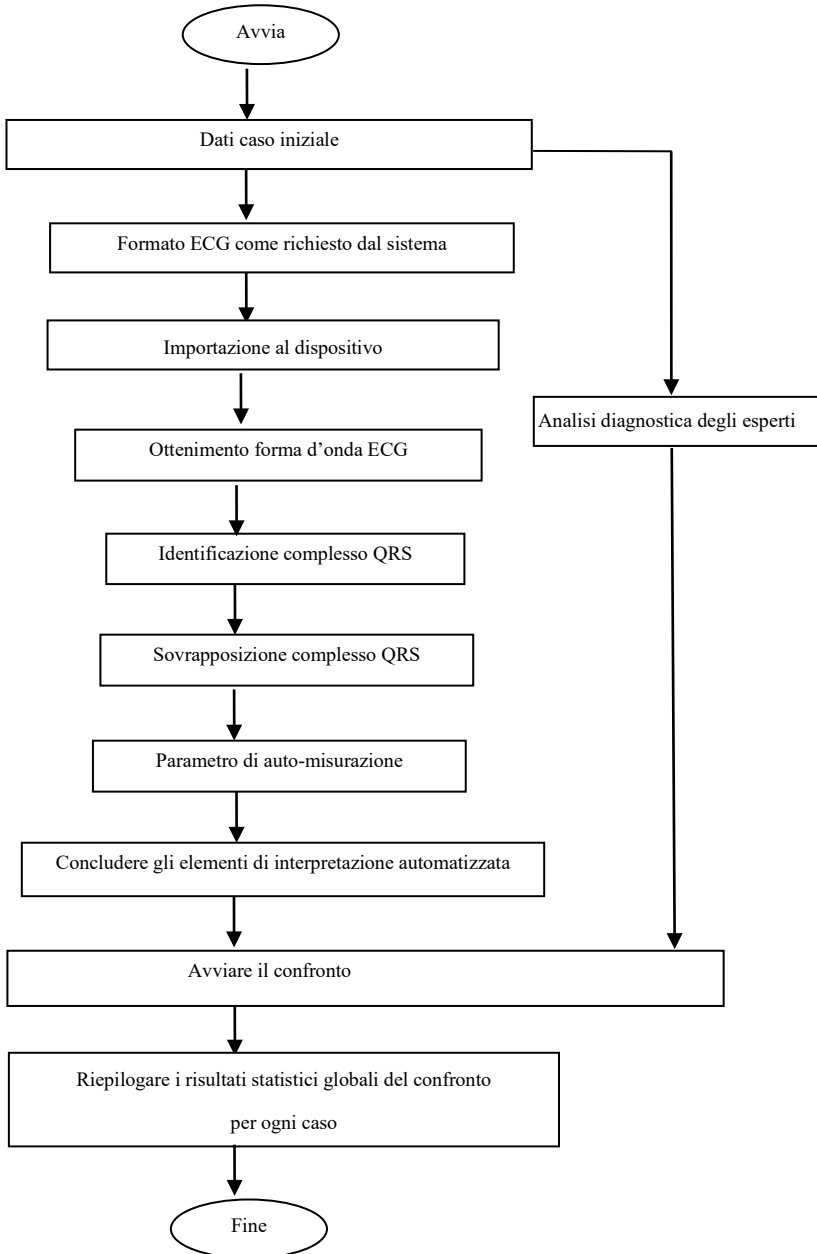 Avvia
Dati caso iniziale
Formato ECG come richiesto dal sistema
Importazione al dispositivo
Analisi diagnostica degli esperti
Ottenimento forma d’onda ECG
Identificazione complesso QRS
Sovrapposizione complesso QRS
Parametro di auto-misurazione
Concludere gli elementi di interpretazione automatizzata
Avviare il confronto
Riepilogare i risultati statistici globali del confronto
per ogni caso
Fine